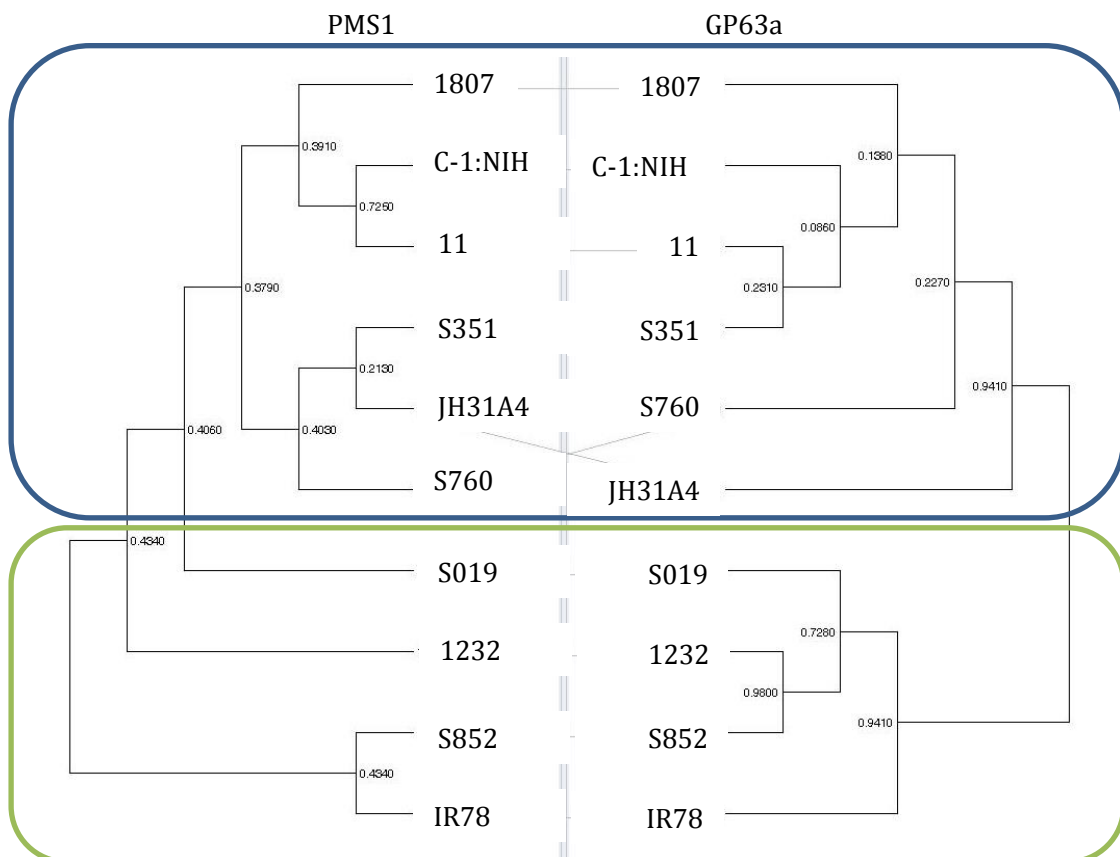 PMS1 GP63a
1807 1807
0.3910 0.1380
C-1:NIH C-1:NIH
0.7250 0.0860
11 11
0.3790 0.2310 0.2270
S351 S351
0.2130 0.9410
JH31A4 S760
0.4060 0.4030
S760 JH31A4
0.4340
S019 S019
0.7280
1232 1232
0.9800
S852 S852
0.9410
0.4340
IR78 IR78